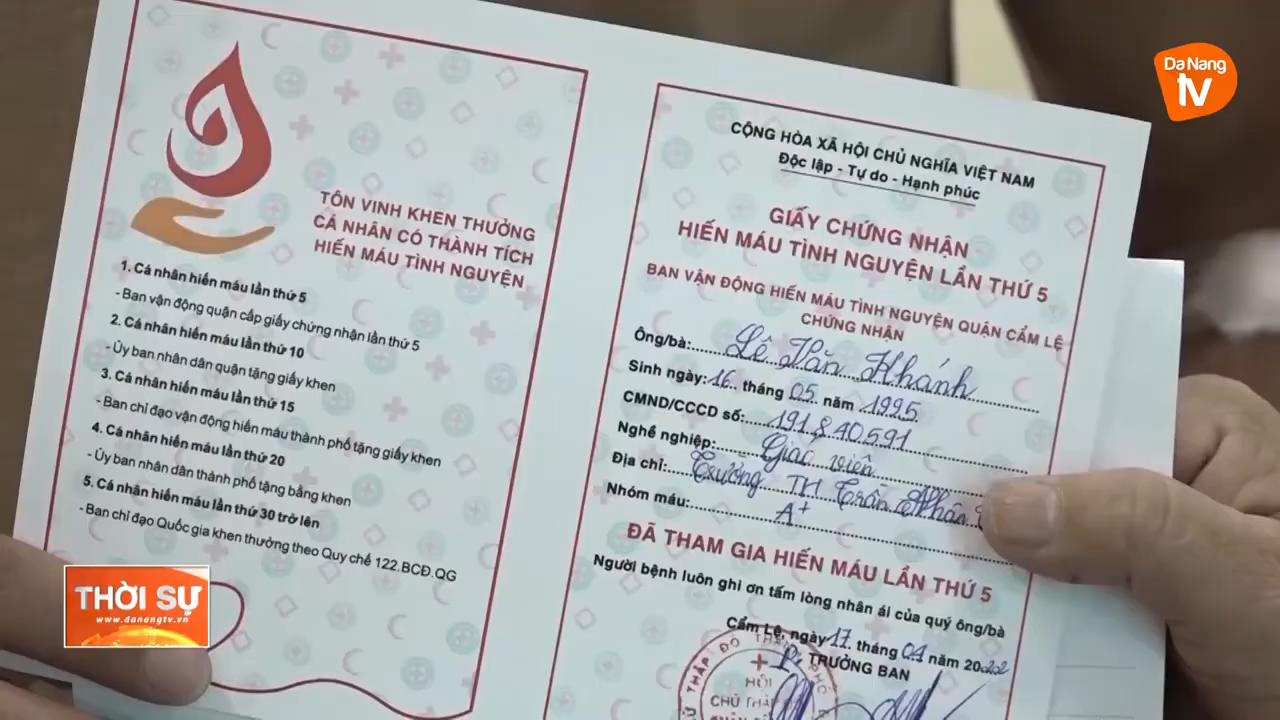 Da Nang
tv
TÔN VINH KHEN THƯỞNG
CÁ NHÂN CÓ THÀNH TÍCH
HIẾN MÁU TÌNH NGUYỆN
1. Cá nhân hiến máu lần thứ 5
- Ban vận động quận cấp giấy chứng nhận lần thứ 5
2. Cá nhân hiến máu lần thứ 10
- Ủy ban nhân dân quận tặng giấy khen
3. Cá nhân hiến máu lần thứ 15
- Ban chỉ đạo vận động hiến máu thành phố tặng giấy khen
4. Cá nhân hiến máu lần thứ 20
- Ủy ban nhân dân thành phố tặng bằng khen
5. Cá nhân hiến máu lần thứ 30 trở lên
- Ban chỉ đạo Quốc gia khen thưởng theo Quy chế 122.BCĐ.QG
CỘNG HÒA XÃ HỘI CHỦ NGHĨA VIỆT NAM
Độc lập - Tự do - Hạnh phúc
GIẤY CHỨNG NHẬN
HIẾN MÁU TÌNH NGUYỆN LẦN THỨ 5
BAN VẬN ĐỘNG HIẾN MÁU TÌNH NGUYỆN QUẬN CẨM LỆ
CHỨNG NHẬN
Ông/bà: Lê Văn Khánh
Sinh ngày: 16 tháng 05 năm 1995
CMND/CCCD số: 191840591
Nghề nghiệp: Giáo viên
Địa chỉ: Trường TH Trần Nhân
Nhóm máu: A+
ĐÃ THAM GIA HIẾN MÁU LẦN THỨ 5
Người bệnh luôn ghi ơn tấm lòng nhân ái của quý ông/bà
Cẩm Lệ, ngày 17 tháng 04 năm 2022
TRƯỞNG BAN
HỘI
THỜI SỰ
www.danangtv.vn